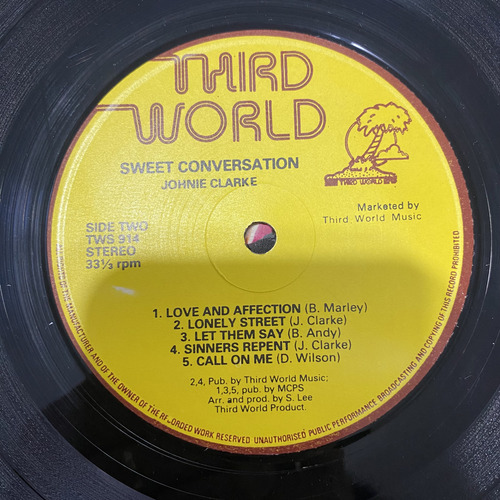 THIRD
WORLD
SWEET CONVERSATION
JOHNIE CLARKE
THIRD WORLD
Marketed by
Third World Music
SIDE TWO
TWS 914
STEREO
33⅓ rpm
1. LOVE AND AFFECTION (B. Marley)
2. LONELY STREET (J. Clarke)
3. LET THEM SAY (B. Andy)
4. SINNERS REPENT (J. Clarke)
5. CALL ON ME (D. Wilson)
2,4, Pub. by Third World Music;
1,3,5, pub. by MCPS
Arr. and prod. by S. Lee
Third World Product.
OF THE MANUFACTURER AND OF THE OWNER OF THE RECORDED WORK RESERVED UNAUTHORISED PUBLIC PERFORMANCE BROADCASTING AND COPYING OF THIS RECORD PROHIBITED